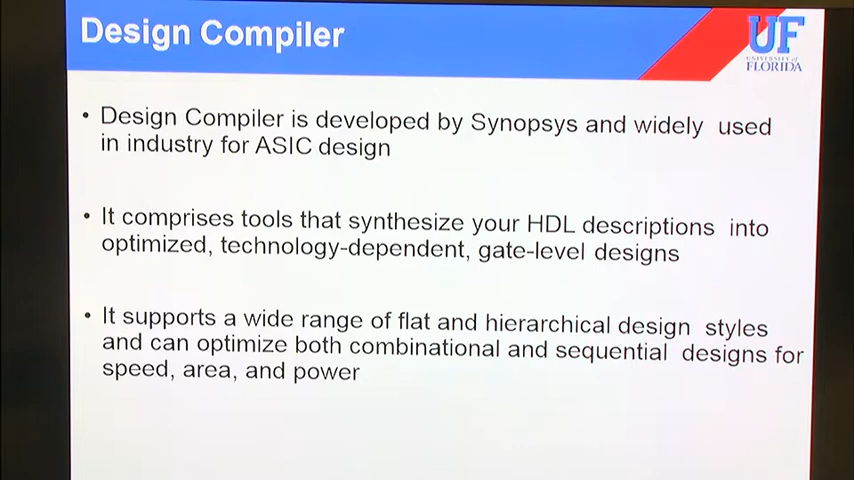 Design Compiler
UF
UNIVERSITY of
FLORIDA
• Design Compiler is developed by Synopsys and widely used
in industry for ASIC design
• It comprises tools that synthesize your HDL descriptions into
optimized, technology-dependent, gate-level designs
• It supports a wide range of flat and hierarchical design styles
and can optimize both combinational and sequential designs for
speed, area, and power